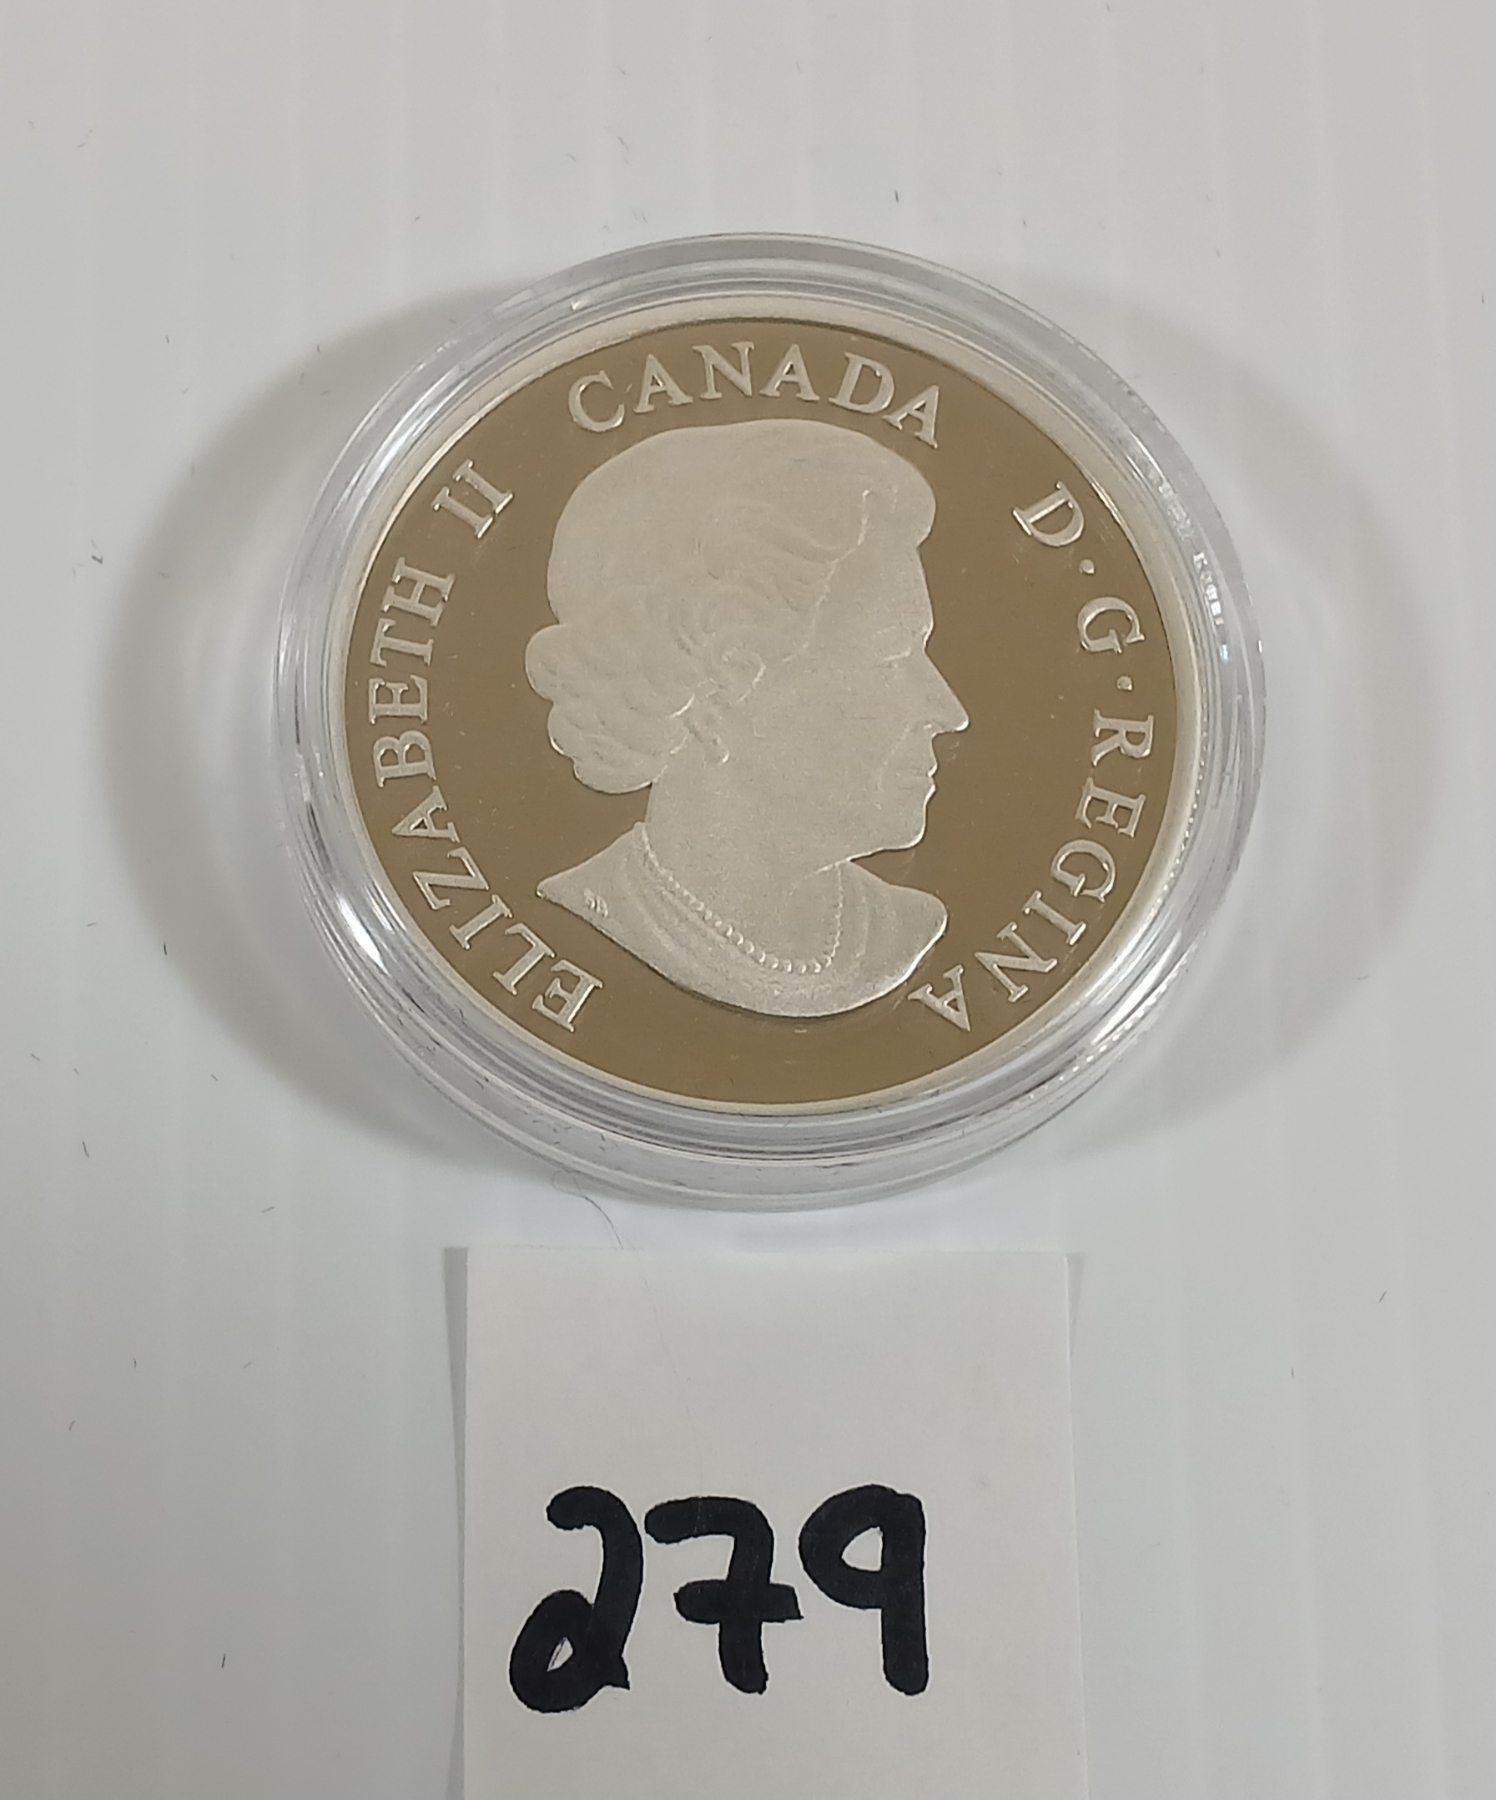 ELIZABETH II CANADA D·G·REGINA
279